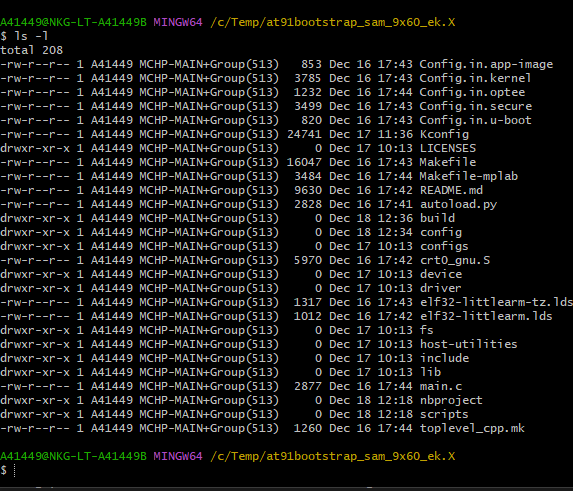 A41449@NKG-LT-A41449B MINGW64 /c/Temp/at91bootstrap_sam_9x60_ek.X
$ ls -l
total 208
-rw-r--r-- 1 A41449 MCHP-MAIN+Group(513)   853 Dec 16 17:43 Config.in.app-image
-rw-r--r-- 1 A41449 MCHP-MAIN+Group(513)  3785 Dec 16 17:43 Config.in.kernel
-rw-r--r-- 1 A41449 MCHP-MAIN+Group(513)  1232 Dec 16 17:44 Config.in.optee
-rw-r--r-- 1 A41449 MCHP-MAIN+Group(513)  3499 Dec 16 17:43 Config.in.secure
-rw-r--r-- 1 A41449 MCHP-MAIN+Group(513)   820 Dec 16 17:43 Config.in.u-boot
-rw-r--r-- 1 A41449 MCHP-MAIN+Group(513) 24741 Dec 17 11:36 Kconfig
drwxr-xr-x 1 A41449 MCHP-MAIN+Group(513)     0 Dec 17 10:13 LICENSES
-rw-r--r-- 1 A41449 MCHP-MAIN+Group(513) 16047 Dec 16 17:43 Makefile
-rw-r--r-- 1 A41449 MCHP-MAIN+Group(513)  3484 Dec 16 17:44 Makefile-mplab
-rw-r--r-- 1 A41449 MCHP-MAIN+Group(513)  9630 Dec 16 17:42 README.md
-rw-r--r-- 1 A41449 MCHP-MAIN+Group(513)  2828 Dec 16 17:41 autoload.py
drwxr-xr-x 1 A41449 MCHP-MAIN+Group(513)     0 Dec 18 12:36 build
drwxr-xr-x 1 A41449 MCHP-MAIN+Group(513)     0 Dec 18 12:34 config
drwxr-xr-x 1 A41449 MCHP-MAIN+Group(513)     0 Dec 17 10:13 configs
-rw-r--r-- 1 A41449 MCHP-MAIN+Group(513)  5970 Dec 16 17:42 crt0_gnu.S
drwxr-xr-x 1 A41449 MCHP-MAIN+Group(513)     0 Dec 17 10:13 device
drwxr-xr-x 1 A41449 MCHP-MAIN+Group(513)     0 Dec 17 10:13 driver
-rw-r--r-- 1 A41449 MCHP-MAIN+Group(513)  1317 Dec 16 17:43 elf32-littlearm-tz.lds
-rw-r--r-- 1 A41449 MCHP-MAIN+Group(513)  1012 Dec 16 17:42 elf32-littlearm.lds
drwxr-xr-x 1 A41449 MCHP-MAIN+Group(513)     0 Dec 17 10:13 fs
drwxr-xr-x 1 A41449 MCHP-MAIN+Group(513)     0 Dec 17 10:13 host-utilities
drwxr-xr-x 1 A41449 MCHP-MAIN+Group(513)     0 Dec 17 10:13 include
drwxr-xr-x 1 A41449 MCHP-MAIN+Group(513)     0 Dec 17 10:13 lib
-rw-r--r-- 1 A41449 MCHP-MAIN+Group(513)  2877 Dec 16 17:44 main.c
drwxr-xr-x 1 A41449 MCHP-MAIN+Group(513)     0 Dec 18 12:18 nbproject
drwxr-xr-x 1 A41449 MCHP-MAIN+Group(513)     0 Dec 18 12:18 scripts
-rw-r--r-- 1 A41449 MCHP-MAIN+Group(513)  1260 Dec 16 17:44 toplevel_cpp.mk
A41449@NKG-LT-A41449B MINGW64 /c/Temp/at91bootstrap_sam_9x60_ek.X
$